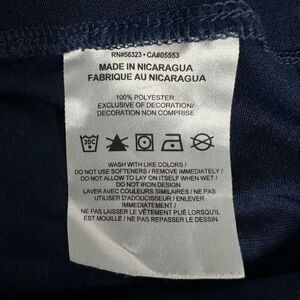 RN#56323 • CA#05553
MADE IN NICARAGUA
FABRIQUE AU NICARAGUA
100% POLYESTER
EXCLUSIVE OF DECORATION/
DECORATION NON COMPRISE
30C
WASH WITH LIKE COLORS /
DO NOT USE SOFTENERS / REMOVE IMMEDIATELY /
DO NOT ALLOW TO LAY ON ITSELF WHEN WET /
DO NOT IRON DESIGN
LAVER AVEC COULEURS SIMILAIRES / NE PAS
UTILISER D'ADOUCISSEUR / ENLEVER
IMMEDIATEMENT /
NE PAS LAISSER LE VÊTEMENT PLIÉ LORSQU'IL
EST MOUILLÉ / NE PAS REPASSER LE DESSIN